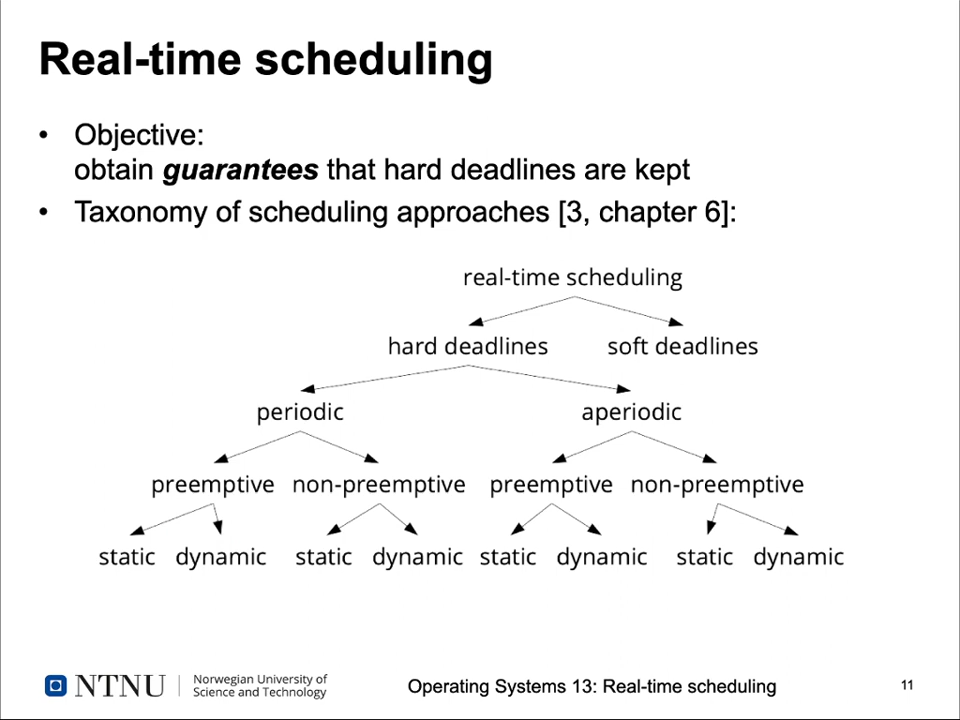 Real-time scheduling
• Objective:
obtain guarantees that hard deadlines are kept
• Taxonomy of scheduling approaches [3, chapter 6]:
real-time scheduling
hard deadlines soft deadlines
periodic aperiodic
preemptive non-preemptive preemptive non-preemptive
static dynamic static dynamic static dynamic static dynamic
NTNU
Norwegian University of
Science and Technology
Operating Systems 13: Real-time scheduling
11